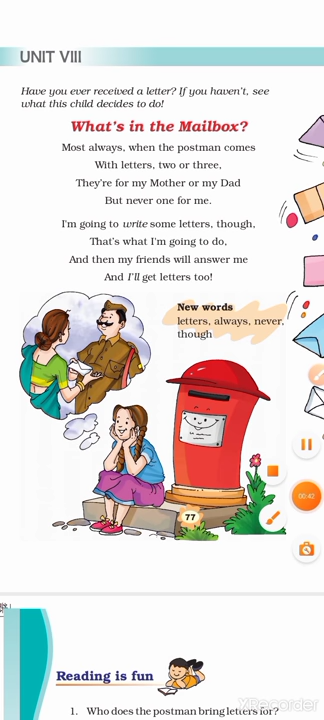 UNIT VIII
Have you ever received a letter? If you haven't, see
what this child decides to do!
What's in the Mailbox?
Most always, when the postman comes
With letters, two or three,
They're for my Mother or my Dad
But never one for me.
I'm going to write some letters, though,
That's what I'm going to do,
And then my friends will answer me
And I'll get letters too!
New words
letters, always, never,
though
00:42
77
Reading is fun
1. Who does the postman bring letters for?
XRecorder